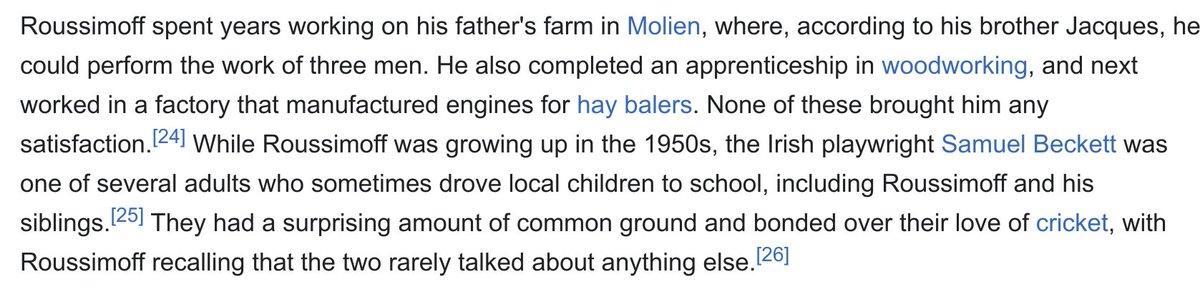 Roussimoff spent years working on his father's farm in Molien, where, according to his brother Jacques, he
could perform the work of three men. He also completed an apprenticeship in woodworking, and next
worked in a factory that manufactured engines for hay balers. None of these brought him any
satisfaction.[24] While Roussimoff was growing up in the 1950s, the Irish playwright Samuel Beckett was
one of several adults who sometimes drove local children to school, including Roussimoff and his
siblings.[25] They had a surprising amount of common ground and bonded over their love of cricket, with
Roussimoff recalling that the two rarely talked about anything else.[26]